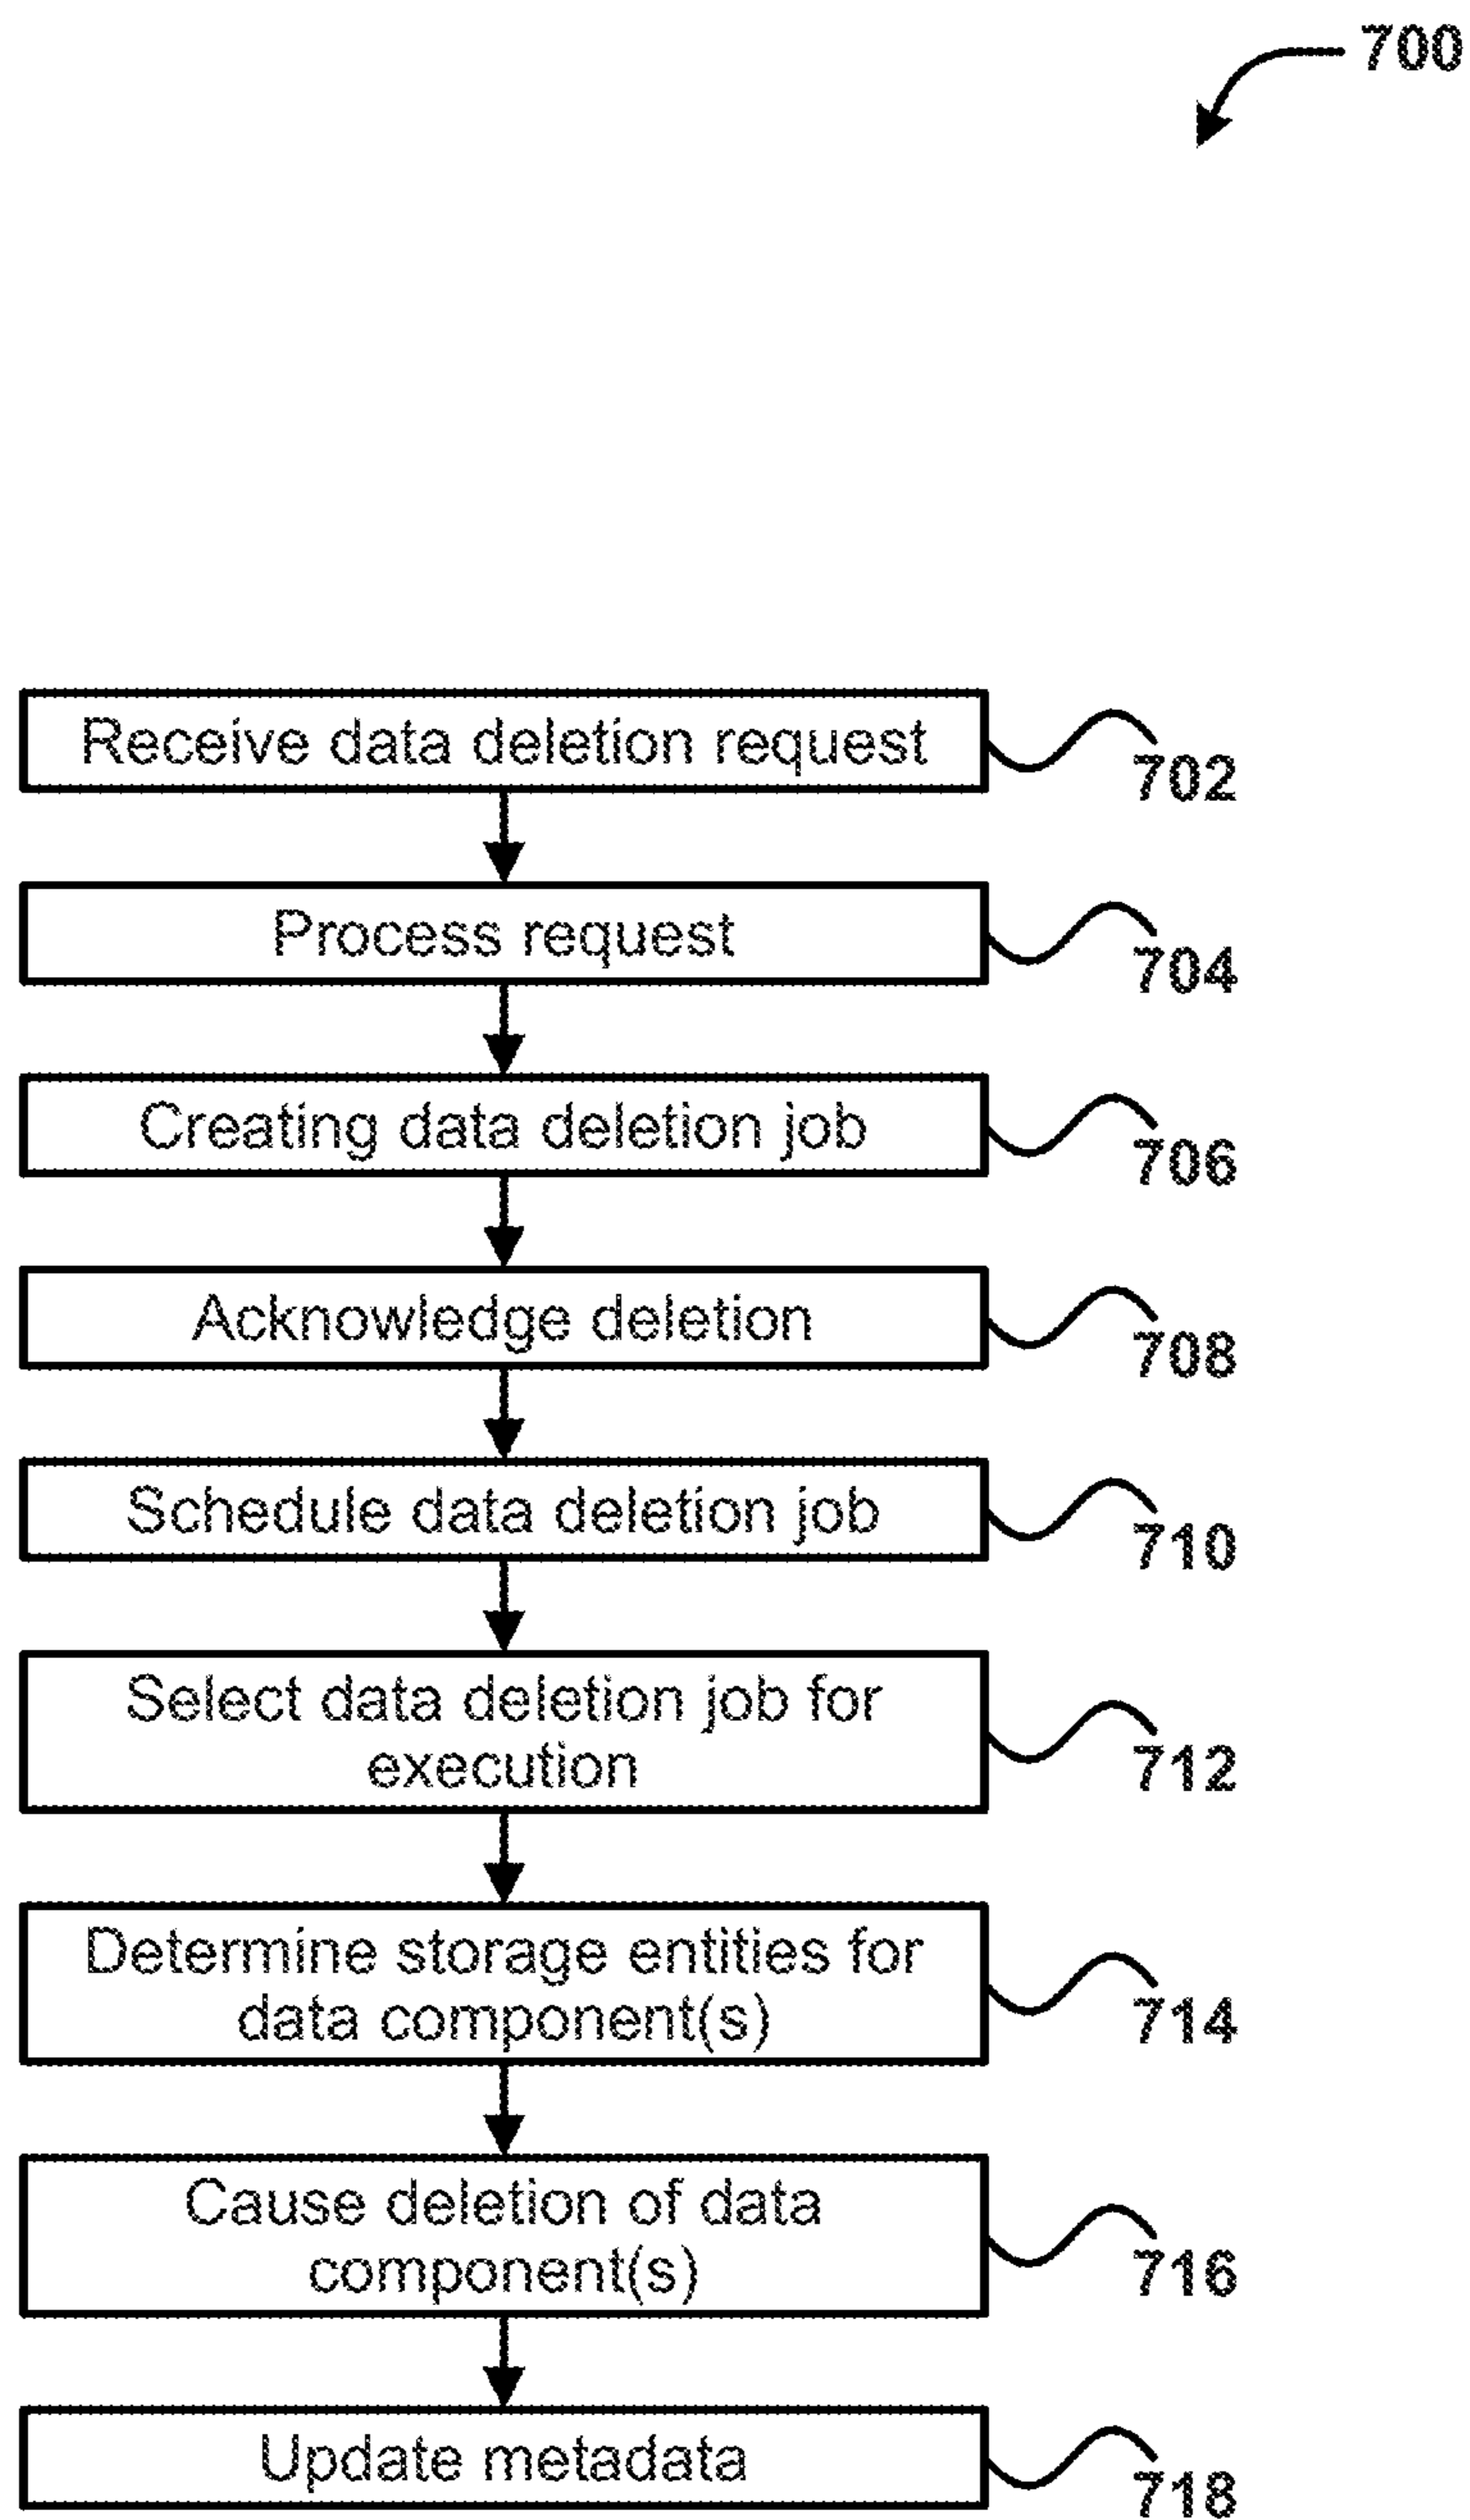 700
Receive data deletion request
702
Process request
704
Creating data deletion job
706
Acknowledge deletion
708
Schedule data deletion job
710
Select data deletion job for
execution
712
Determine storage entities for
data component(s)
714
Cause deletion of data
component(s)
716
Update metadata
718